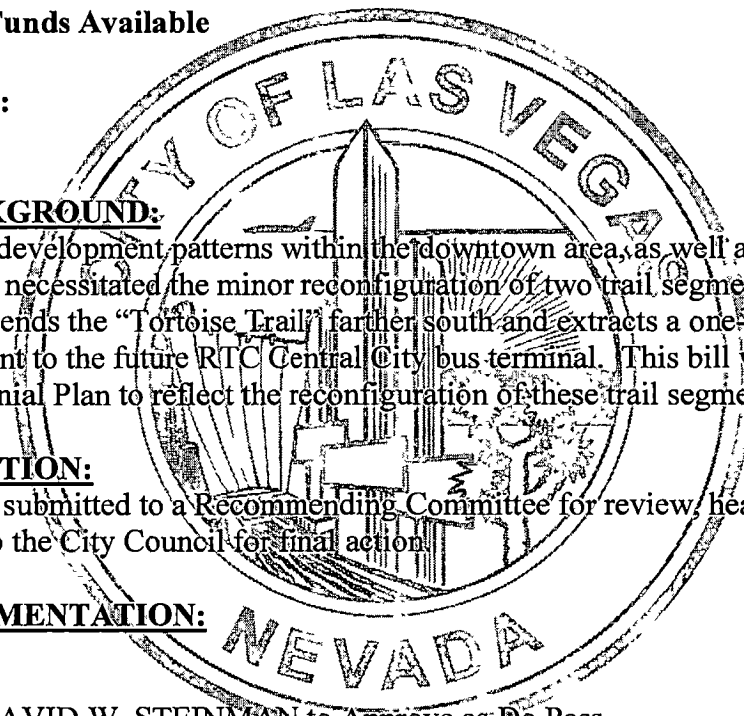 Funds Available
:
CITY OF LAS VEGAS
KGROUND:
development patterns within the downtown area, as well a
necessitated the minor reconfiguration of two trail segme
ends the “Tortoise Trail” farther south and extracts a one-
nt to the future RTC Central City bus terminal. This bill
nial Plan to reflect the reconfiguration of these trail segme
TION:
submitted to a Recommending Committee for review, hea
o the City Council for final action.
MENTATION:
NEVADA
AVID W. STEINMAN to Approve as Do Pass